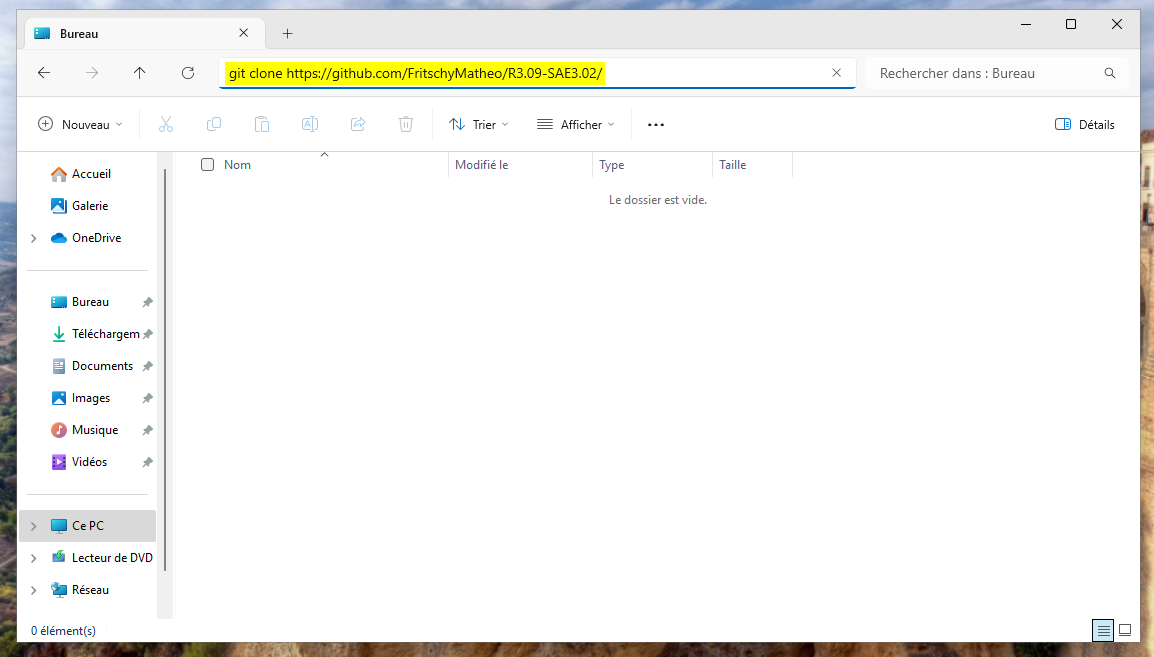 Bureau
git clone https://github.com/FritschyMatheo/R3.09-SAE3.02/
Rechercher dans : Bureau
Nouveau
Trier
Afficher
Détails
Nom
Modifié le
Type
Taille
Le dossier est vide.
Accueil
Galerie
OneDrive
Bureau
Téléchargem
Documents
Images
Musique
Vidéos
Ce PC
Lecteur de DVD
Réseau
0 élément(s)